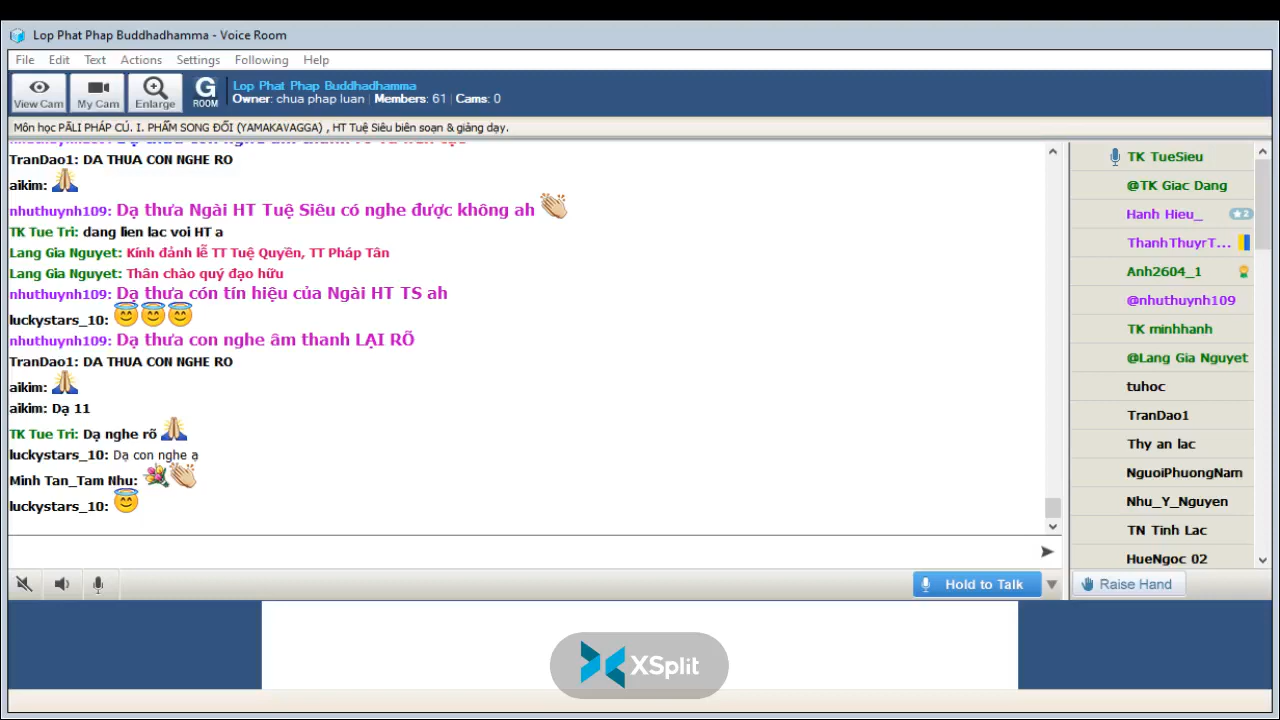 Lop Phat Phap Buddhadhamma - Voice Room
File Edit Text Actions Settings Following Help
View Cam My Cam Enlarge G ROOM
Lop Phat Phap Buddhadhamma
Owner: chua phap luan | Members: 61 | Cams: 0
Môn học PĀLI PHÁP CÚ. I. PHẨM SONG ĐỐI (YAMAKAVAGGA) , HT Tuệ Siêu biên soạn & giảng dạy.
TranDao1: DA THUA CON NGHE RO
aikim:
nhuthuynh109: Dạ thưa Ngài HT Tuệ Siêu có nghe được không ah
TK Tue Tri: dang lien lac voi HT a
Lang Gia Nguyet: Kính đảnh lễ TT Tuệ Quyền, TT Pháp Tân
Lang Gia Nguyet: Thân chào quý đạo hữu
nhuthuynh109: Dạ thưa cón tín hiệu của Ngài HT TS ah
luckystars_10:
nhuthuynh109: Dạ thưa con nghe âm thanh LẠI RÕ
TranDao1: DA THUA CON NGHE RO
aikim:
aikim: Dạ 11
TK Tue Tri: Dạ nghe rõ
luckystars_10: Dạ con nghe ạ
Minh Tan_Tam Nhu:
luckystars_10:
TK TueSieu
@TK Giac Dang
Hanh Hieu_ 2
ThanhThuyrT...
Anh2604_1
@nhuthuynh109
TK minhhanh
@Lang Gia Nguyet
tuhoc
TranDao1
Thy an lac
NguoiPhuongNam
Nhu_Y_Nguyen
TN Tinh Lac
HueNgoc 02
Hold to Talk
Raise Hand
XSplit